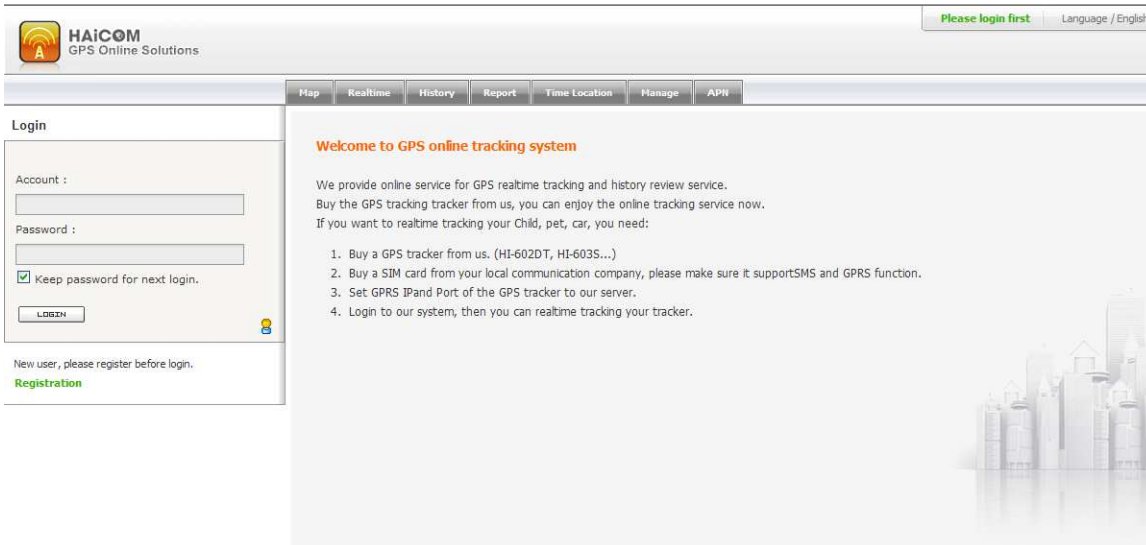 HAiCOM
GPS Online Solutions
Please login first
Language / English
Map Realtime History Report Time Location Manage APN
Login
Account :
Password :
Keep password for next login.
LOGIN
New user, please register before login.
Registration
Welcome to GPS online tracking system
We provide online service for GPS realtime tracking and history review service.
Buy the GPS tracking tracker from us, you can enjoy the online tracking service now.
If you want to realtime tracking your Child, pet, car, you need:
1. Buy a GPS tracker from us. (HI-602DT, HI-603S...)
2. Buy a SIM card from your local communication company, please make sure it supportSMS and GPRS function.
3. Set GPRS IPand Port of the GPS tracker to our server.
4. Login to our system, then you can realtime tracking your tracker.